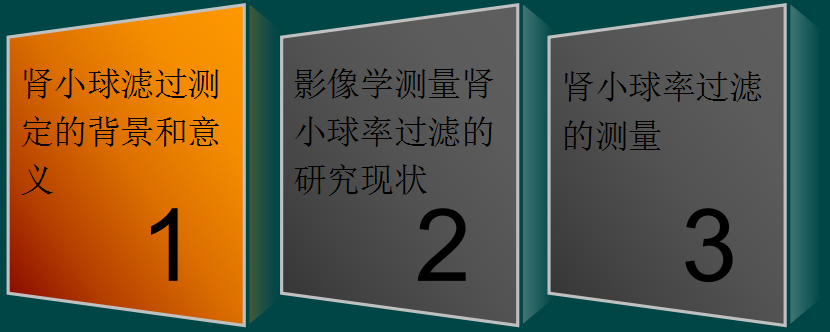 肾小球滤过测
定的背景和意
义
1
影像学测量肾
小球率过滤的
研究现状
2
肾小球率过滤
的测量
3